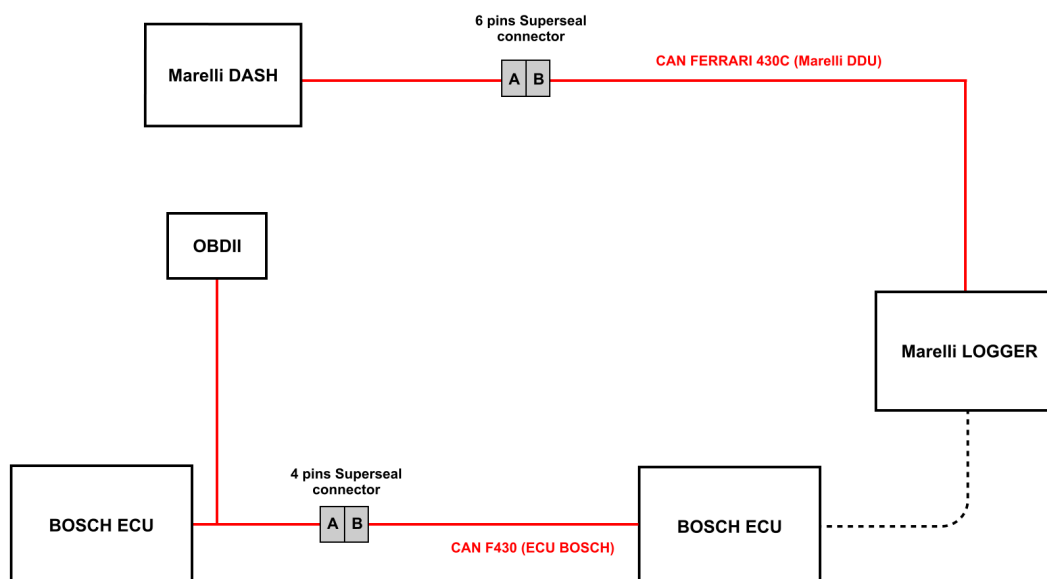 6 pins Superseal
connector
Marelli DASH
A B
CAN FERRARI 430C (Marelli DDU)
OBDII
Marelli LOGGER
4 pins Superseal
connector
BOSCH ECU
A B
BOSCH ECU
CAN F430 (ECU BOSCH)